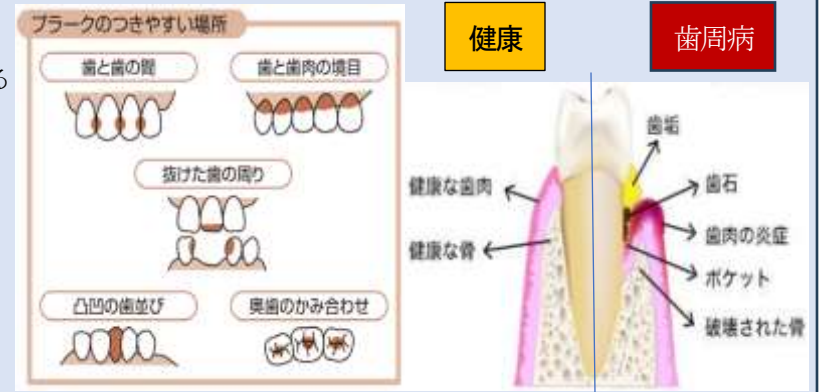 る
プラークのつきやすい場所
歯と歯の間
歯と歯肉の境目
抜けた歯の周り
凸凹の歯並び
奥歯のかみ合わせ
健康
歯周病
歯垢
健康な歯肉
歯石
歯肉の炎症
健康な骨
ポケット
破壊された骨